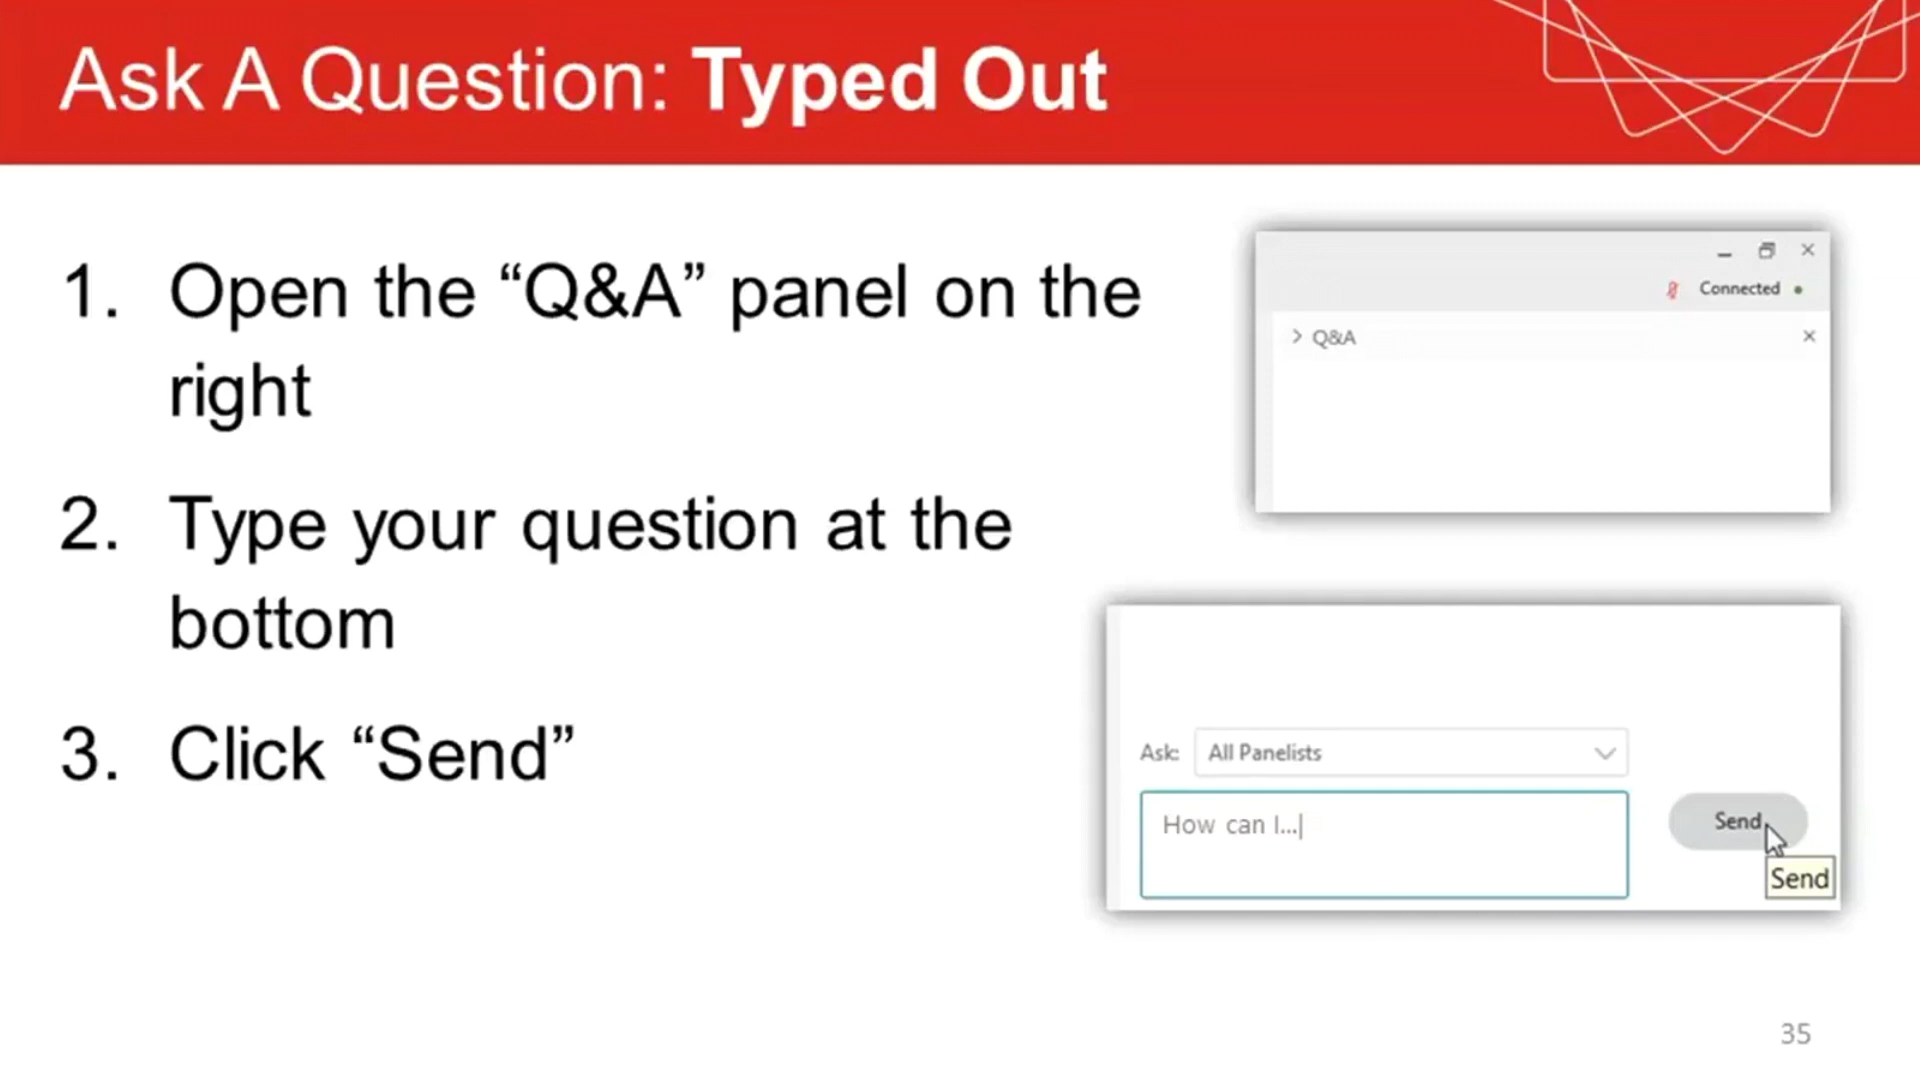 Ask A Question: Typed Out
1. Open the “Q&A” panel on the
right
2. Type your question at the
bottom
3. Click “Send”
Connected
Q&A
Ask: All Panelists
How can I...
Send
Send
35